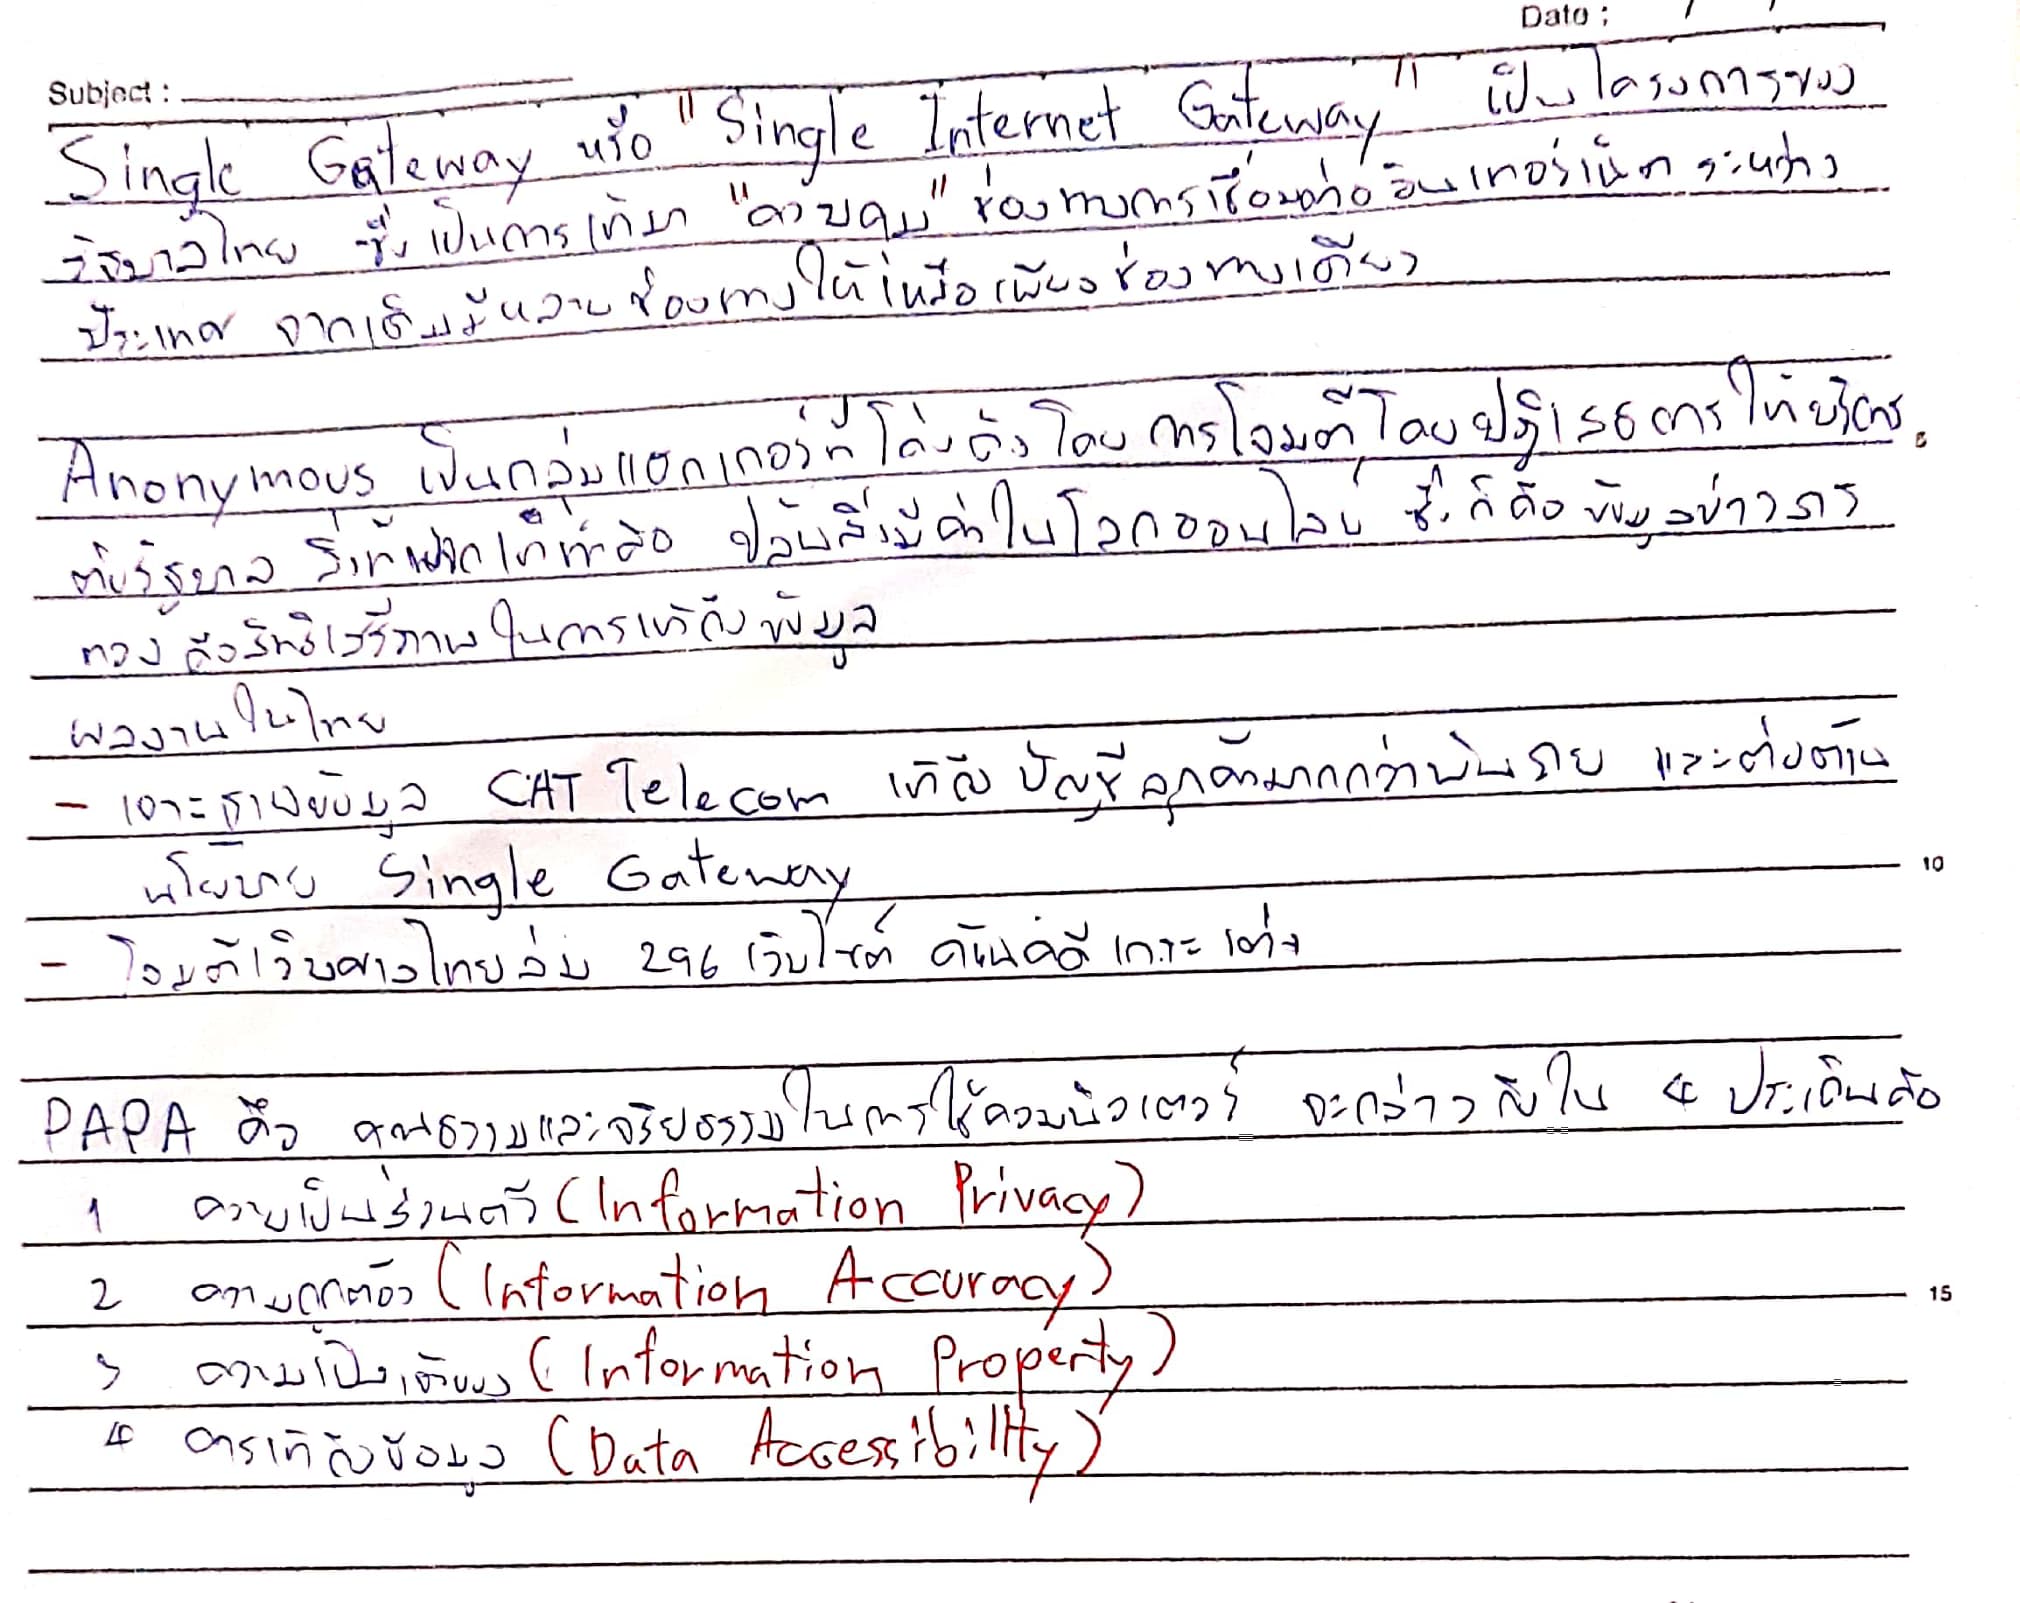 Date :
Subject :
Single Gateway หรือ "Single Internet Gateway" เป็นโครงการของ
รัฐบาลไทย ซึ่งเป็นการเข้ามา "ควบคุม" ช่องทางการเชื่อมต่ออินเทอร์เน็ตระหว่าง
ประเทศ จากเดิมมีหลายช่องทางให้เหลือเพียงช่องทางเดียว
Anonymous เป็นกลุ่มแฮกเกอร์ที่โด่งดังโดยการโจมตีโดยปฏิเสธการให้บริการ
ต่อรัฐบาล สิ่งที่แฮกเกอร์ทำคือ ปล้นสิ่งมีค่าในโลกออนไลน์ ซึ่งก็คือข้อมูลข่าวสาร
ทวงคือสิทธิเสรีภาพในการเข้าถึงข้อมูล
ผลงานในไทย
- เจาะฐานข้อมูล CAT Telecom เข้าถึงบัญชีลูกค้ามากกว่าพันราย และต่อต้าน
นโยบาย Single Gateway
- โจมตีเว็บศาลไทยล่ม 296 เว็บไซต์ ค้านคดีเกาะเต่า
PAPA คือ คุณธรรมและจริยธรรมในการใช้คอมพิวเตอร์ จะกล่าวถึงใน 4 ประเด็นคือ
1 ความเป็นส่วนตัว (Information Privacy)
2 ความถูกต้อง (Information Accuracy)
3 ความเป็นเจ้าของ (Information Property)
4 การเข้าถึงข้อมูล (Data Accessibility)
10
15